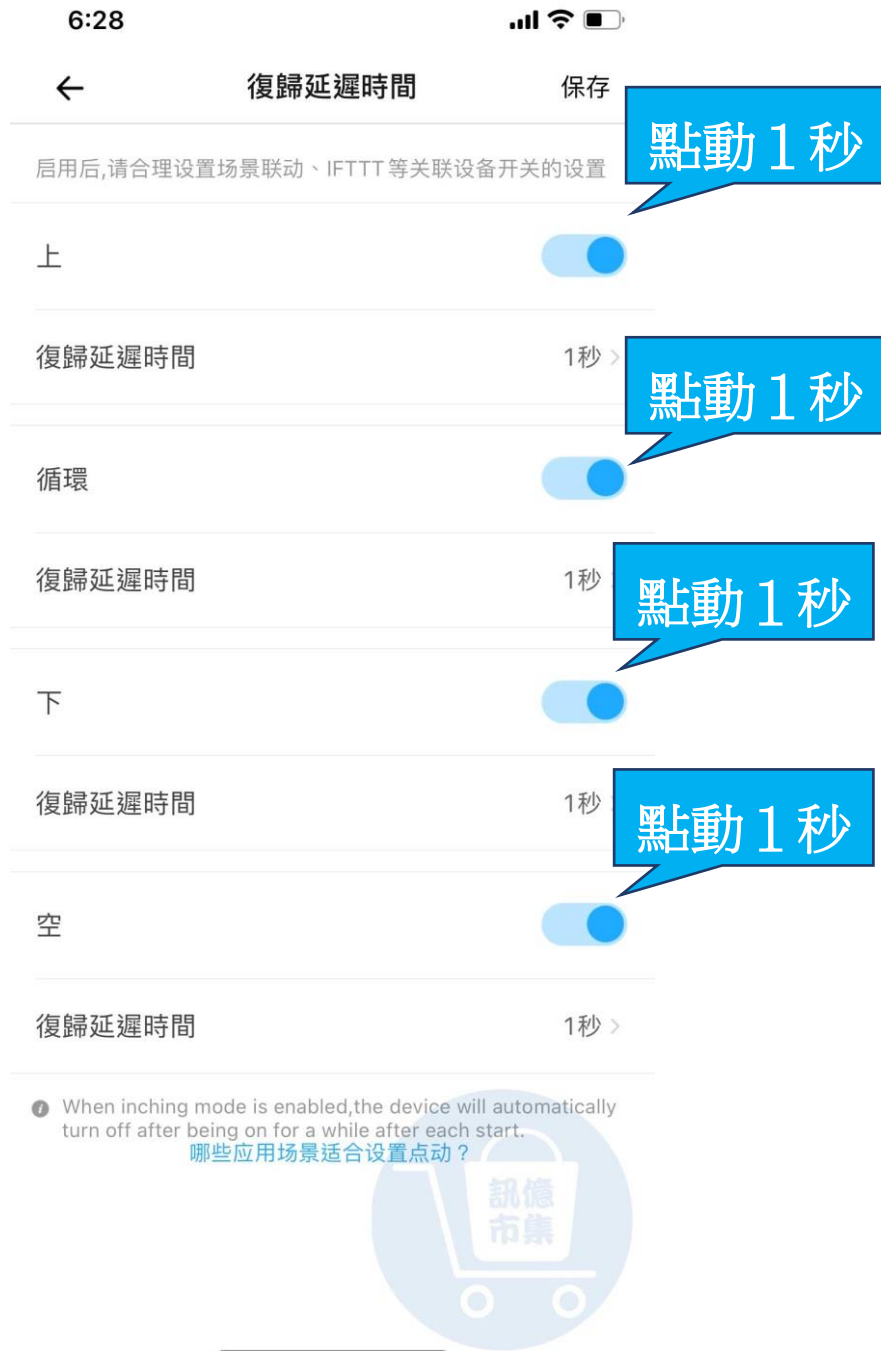 6:28
復歸延遲時間
保存
點動１秒
启用后,请合理设置场景联动、IFTTT等关联设备开关的设置
上
復歸延遲時間
1秒
點動１秒
循環
復歸延遲時間
1秒
點動１秒
下
復歸延遲時間
1秒
點動１秒
空
復歸延遲時間
1秒
When inching mode is enabled,the device will automatically
turn off after being on for a while after each start.
哪些应用场景适合设置点动？
訊億
市集